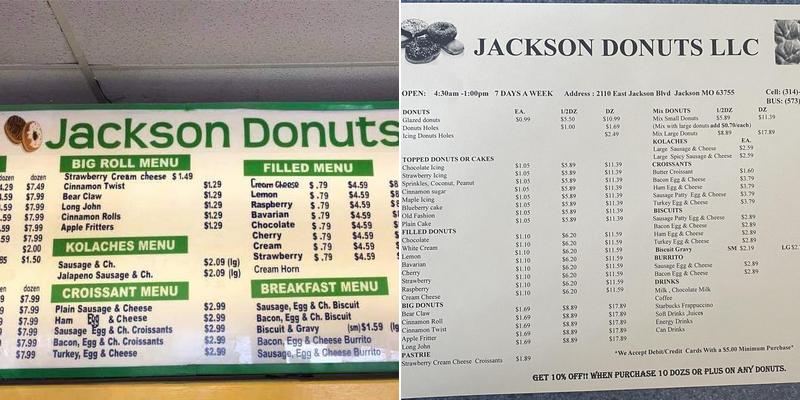 Jackson Donuts
BIG ROLL MENU
Strawberry Cream cheese $1.49
Cinnamon Twist $1.29
Bear Claw $1.29
Long John $1.29
Cinnamon Rolls $1.29
Apple Fritters $1.29
KOLACHES MENU
Sausage & Ch. $2.09 (lg)
Jalapeno Sausage & Ch. $2.09 (lg)
CROISSANT MENU
Plain Sausage & Cheese $2.99
Ham Egg & Cheese $2.99
Sausage Egg & Ch. Croissants $2.99
Bacon, Egg & Ch. Croissants $2.99
Turkey, Egg & Cheese $2.99
dozen dozen
4.29 $7.49
$7.99
$7.99
$7.99
$7.99
$7.99
$2.00
.85 $1.50
dozen
$7.99
$7.99
$7.99
$7.99
$7.99
FILLED MENU
Cream Cheese $.79 $4.59
Lemon $.79 $4.59
Raspberry $.79 $4.59
Bavarian $.79 $4.59
Chocolate $.79 $4.59
Cherry $.79 $4.59
Cream $.79 $4.59
Strawberry $.79 $4.59
Cream Horn
BREAKFAST MENU
Sausage, Egg & Ch. Biscuit
Bacon, Egg & Ch. Biscuit
Biscuit & Gravy (sm)$1.59 (lg
Bacon, Egg & Cheese Burrito
Sausage, Egg & Cheese Burrito
JACKSON DONUTS LLC
OPEN: 4:30am -1:00pm 7 DAYS A WEEK Address : 2110 East Jackson Blvd Jackson MO 63755 Cell: (314)-
BUS: (573)
DONUTS EA. 1/2DZ DZ
Glazed donuts $0.99 $5.50 $10.99
Donuts Holes $1.00 $1.69
Icing Donuts Holes $2.49
TOPPED DONUTS OR CAKES
Chocolate Icing $1.05 $5.89 $11.39
Strawberry Icing $1.05 $5.89 $11.39
Sprinkles, Coconut, Peanut $1.05 $5.89 $11.39
Cinnamon sugar $1.05 $5.89 $11.39
Maple Icing $1.05 $5.89 $11.39
Blueberry cake $1.05 $5.89 $11.39
Old Fashion $1.05 $5.89 $11.39
Plain Cake $1.05 $5.89 $11.39
FILLED DONUTS
Chocolate $1.10 $6.20 $11.59
White Cream $1.10 $6.20 $11.59
Lemon $1.10 $6.20 $11.59
Bavarian $1.10 $6.20 $11.59
Cherry $1.10 $6.20 $11.59
Strawberry $1.10 $6.20 $11.59
Raspberry $1.10 $6.20 $11.59
Cream Cheese $1.10 $6.20 $11.59
BIG DONUTS
Bear Claw $1.69 $8.89 $17.89
Cinnamon Roll $1.69 $8.89 $17.89
Cinnamon Twist $1.69 $8.89 $17.89
Apple Fritter $1.69 $8.89 $17.89
Long John $1.69 $8.89 $17.89
PASTRIE
Strawberry Cream Cheese Croissants $1.89
Mix DONUTS 1/2DZ DZ
Mix Small Donuts $5.89 $11.39
(Mix with large donuts add $0.70/each)
Mix Large Donuts $8.89 $17.89
KOLACHES EA.
Large Sausage & Cheese $2.59
Large Spicy Sausage & Cheese $2.59
CROISSANTS
Butter Croissant $1.60
Bacon Egg & Cheese $3.79
Ham Egg & Cheese $3.79
Sausage Patty Egg & Cheese $3.79
Turkey Egg & Cheese $3.79
BISCUITS
Sausage Patty Egg & Cheese $2.89
Bacon Egg & Cheese $2.89
Ham Egg & Cheese $2.89
Turkey Egg & Cheese $2.89
Biscuit Gravy SM $2.19 LG$2.
BURRITO
Sausage Egg & Cheese $2.89
Bacon Egg & Cheese $2.89
DRINKS
Milk , Chocolate Milk
Coffee
Starbucks Frappuccino
Soft Drinks ,Juices
Energy Drinks
Can Drinks
*We Accept Debit/Credit Cards With a $5.00 Minimum Purchase*
GET 10% OFF!! WHEN PURCHASE 10 DOZS OR PLUS ON ANY DONUTS.